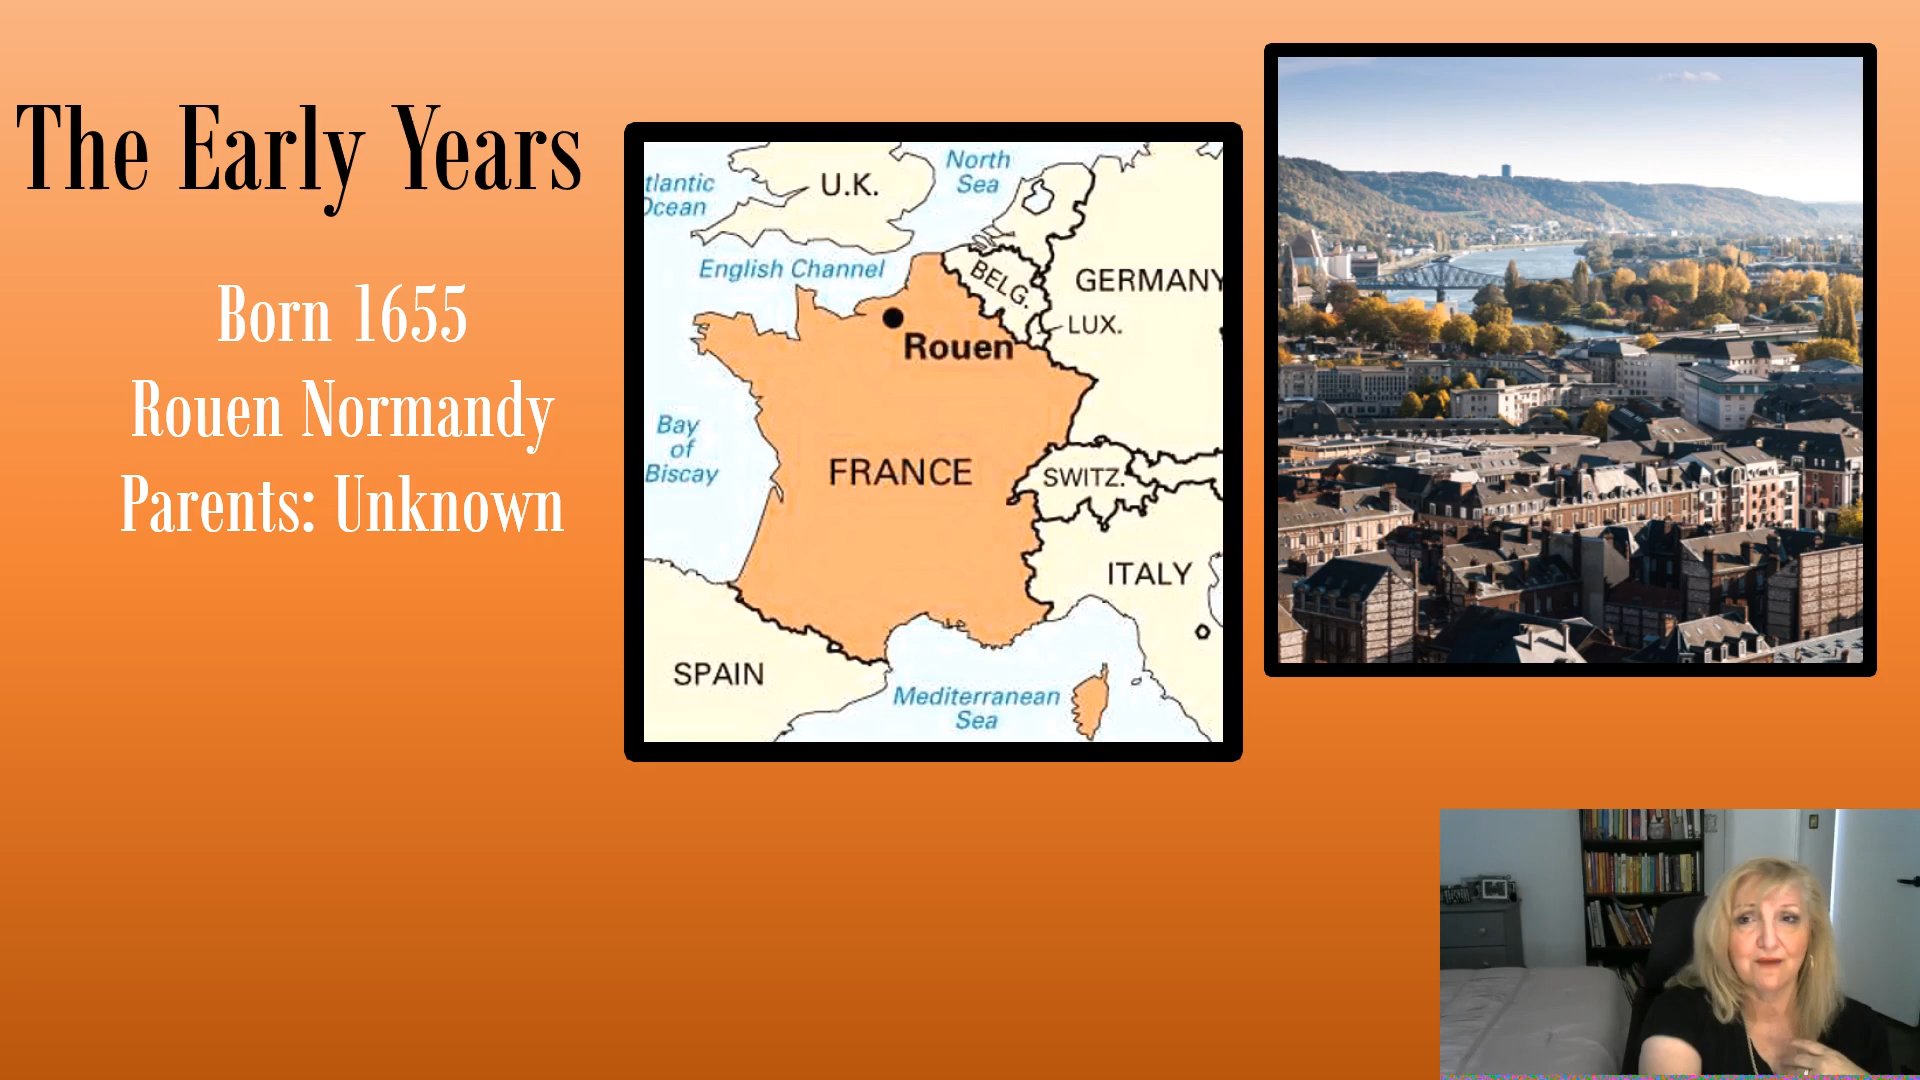 The Early Years
Born 1655
Rouen Normandy
Parents: Unknown
North
Sea
U.K.
tlantic
Ocean
English Channel
BELG.
GERMANY
LUX.
Rouen
Bay
of
Biscay
FRANCE
SWITZ.
ITALY
SPAIN
Mediterranean
Sea